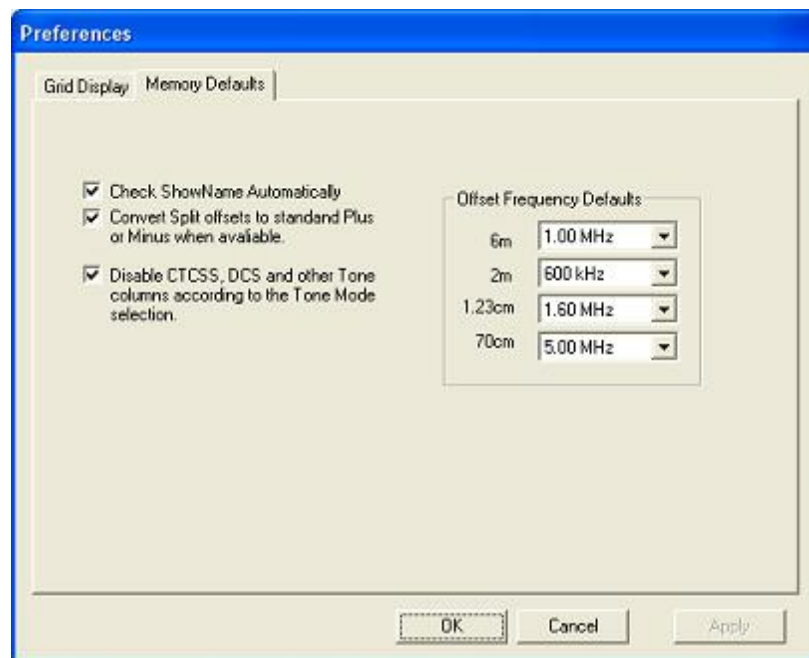 Preferences
Grid Display
Memory Defaults
Check ShowName Automatically
Convert Split offsets to standand Plus
or Minus when avaliable.
Disable CTCSS, DCS and other Tone
columns according to the Tone Mode
selection.
Offset Frequency Defaults
6m 1.00 MHz
2m 600 kHz
1.23cm 1.60 MHz
70cm 5.00 MHz
OK Cancel Apply